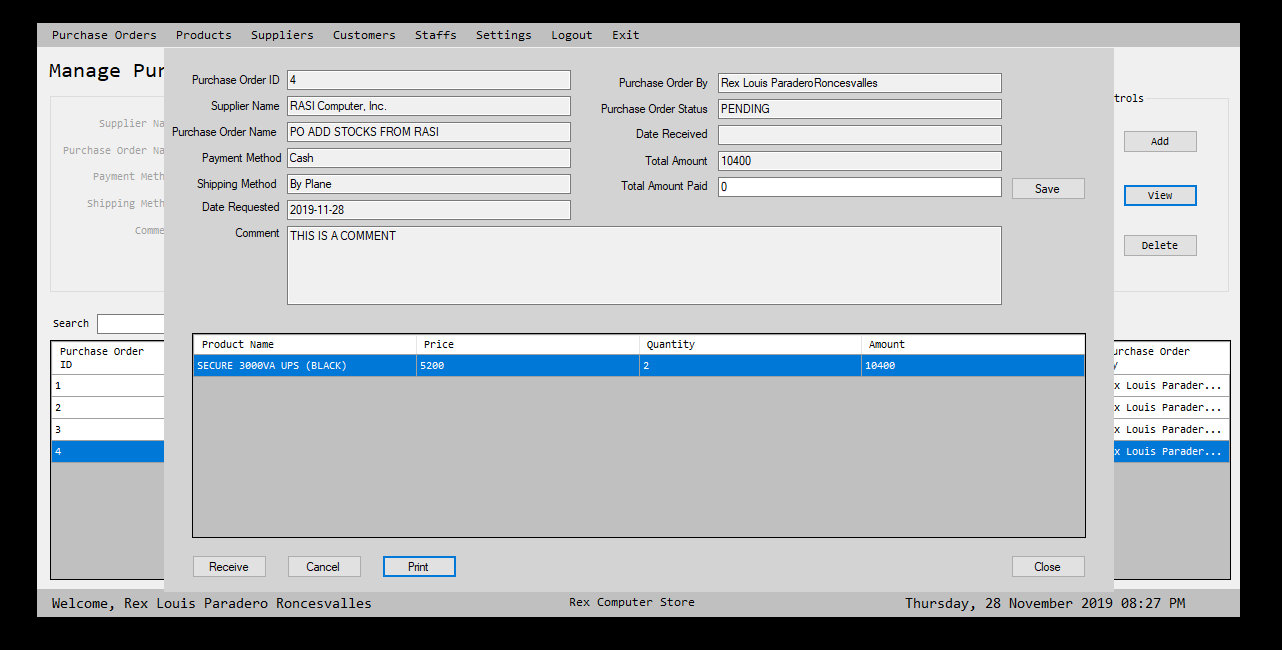 Purchase Orders Products Suppliers Customers Staffs Settings Logout Exit
Manage Pur
Purchase Order ID 4
Supplier Name RASI Computer, Inc.
Purchase Order Name PO ADD STOCKS FROM RASI
Payment Method Cash
Shipping Method By Plane
Date Requested 2019-11-28
Comment THIS IS A COMMENT
Purchase Order By Rex Louis ParaderoRoncesvalles
Purchase Order Status PENDING
Date Received
Total Amount 10400
Total Amount Paid 0 Save
Supplier Na
Purchase Order Na
Payment Meth
Shipping Meth
Comme
trols
Add
View
Delete
Search
Product Name Price Quantity Amount
SECURE 3000VA UPS (BLACK) 5200 2 10400
Purchase Order
ID
1
2
3
4
urchase Order
y
x Louis Parader...
x Louis Parader...
x Louis Parader...
x Louis Parader...
Receive Cancel Print Close
Welcome, Rex Louis Paradero Roncesvalles Rex Computer Store Thursday, 28 November 2019 08:27 PM